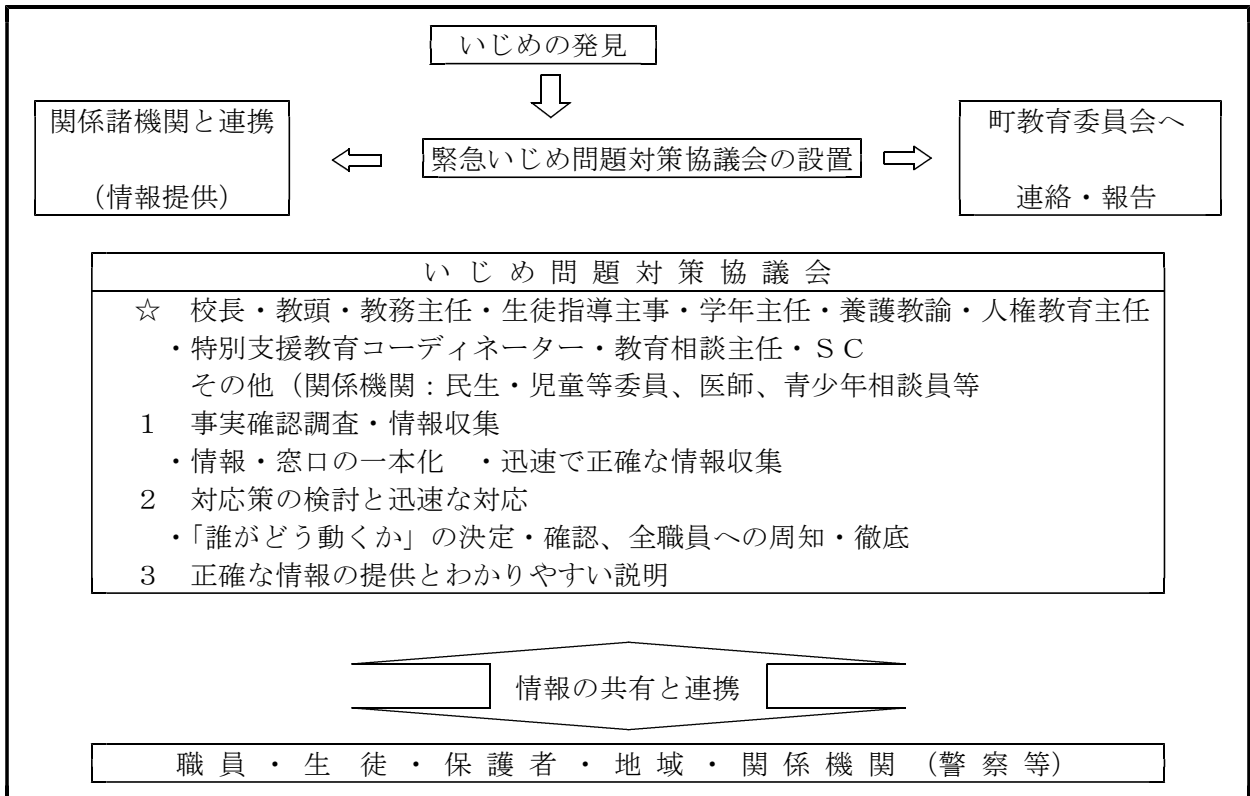 いじめの発見
関係諸機関と連携
(情報提供)
緊急いじめ問題対策協議会の設置
町教育委員会へ
連絡・報告
いじめ問題対策協議会
☆ 校長・教頭・教務主任・生徒指導主事・学年主任・養護教諭・人権教育主任
・特別支援教育コーディネーター・教育相談主任・ＳＣ
その他（関係機関：民生・児童等委員、医師、青少年相談員等
１ 事実確認調査・情報収集
・情報・窓口の一本化 ・迅速で正確な情報収集
２ 対応策の検討と迅速な対応
・「誰がどう動くか」の決定・確認、全職員への周知・徹底
３ 正確な情報の提供とわかりやすい説明
情報の共有と連携
職員・生徒・保護者・地域・関係機関（警察等）